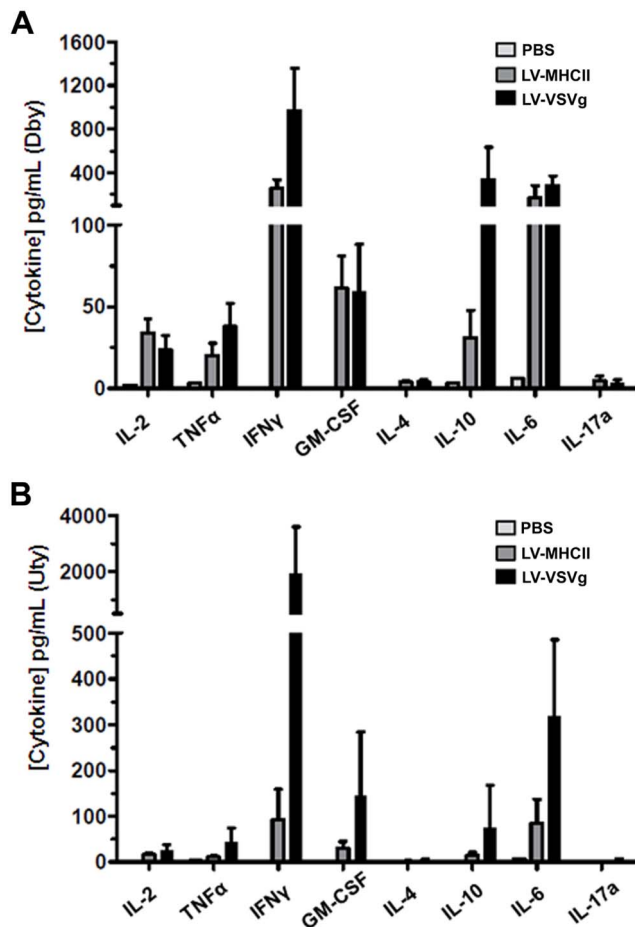 A
[Cytokine] pg/mL (Dby)
1600
1200
800
400
100
50
0
PBS
LV-MHCII
LV-VSVg
IL-2
TNFα
IFNγ
GM-CSF
IL-4
IL-10
IL-6
IL-17a
B
[Cytokine] pg/mL (Uty)
4000
2000
500
400
300
200
100
0
PBS
LV-MHCII
LV-VSVg
IL-2
TNFα
IFNγ
GM-CSF
IL-4
IL-10
IL-6
IL-17a